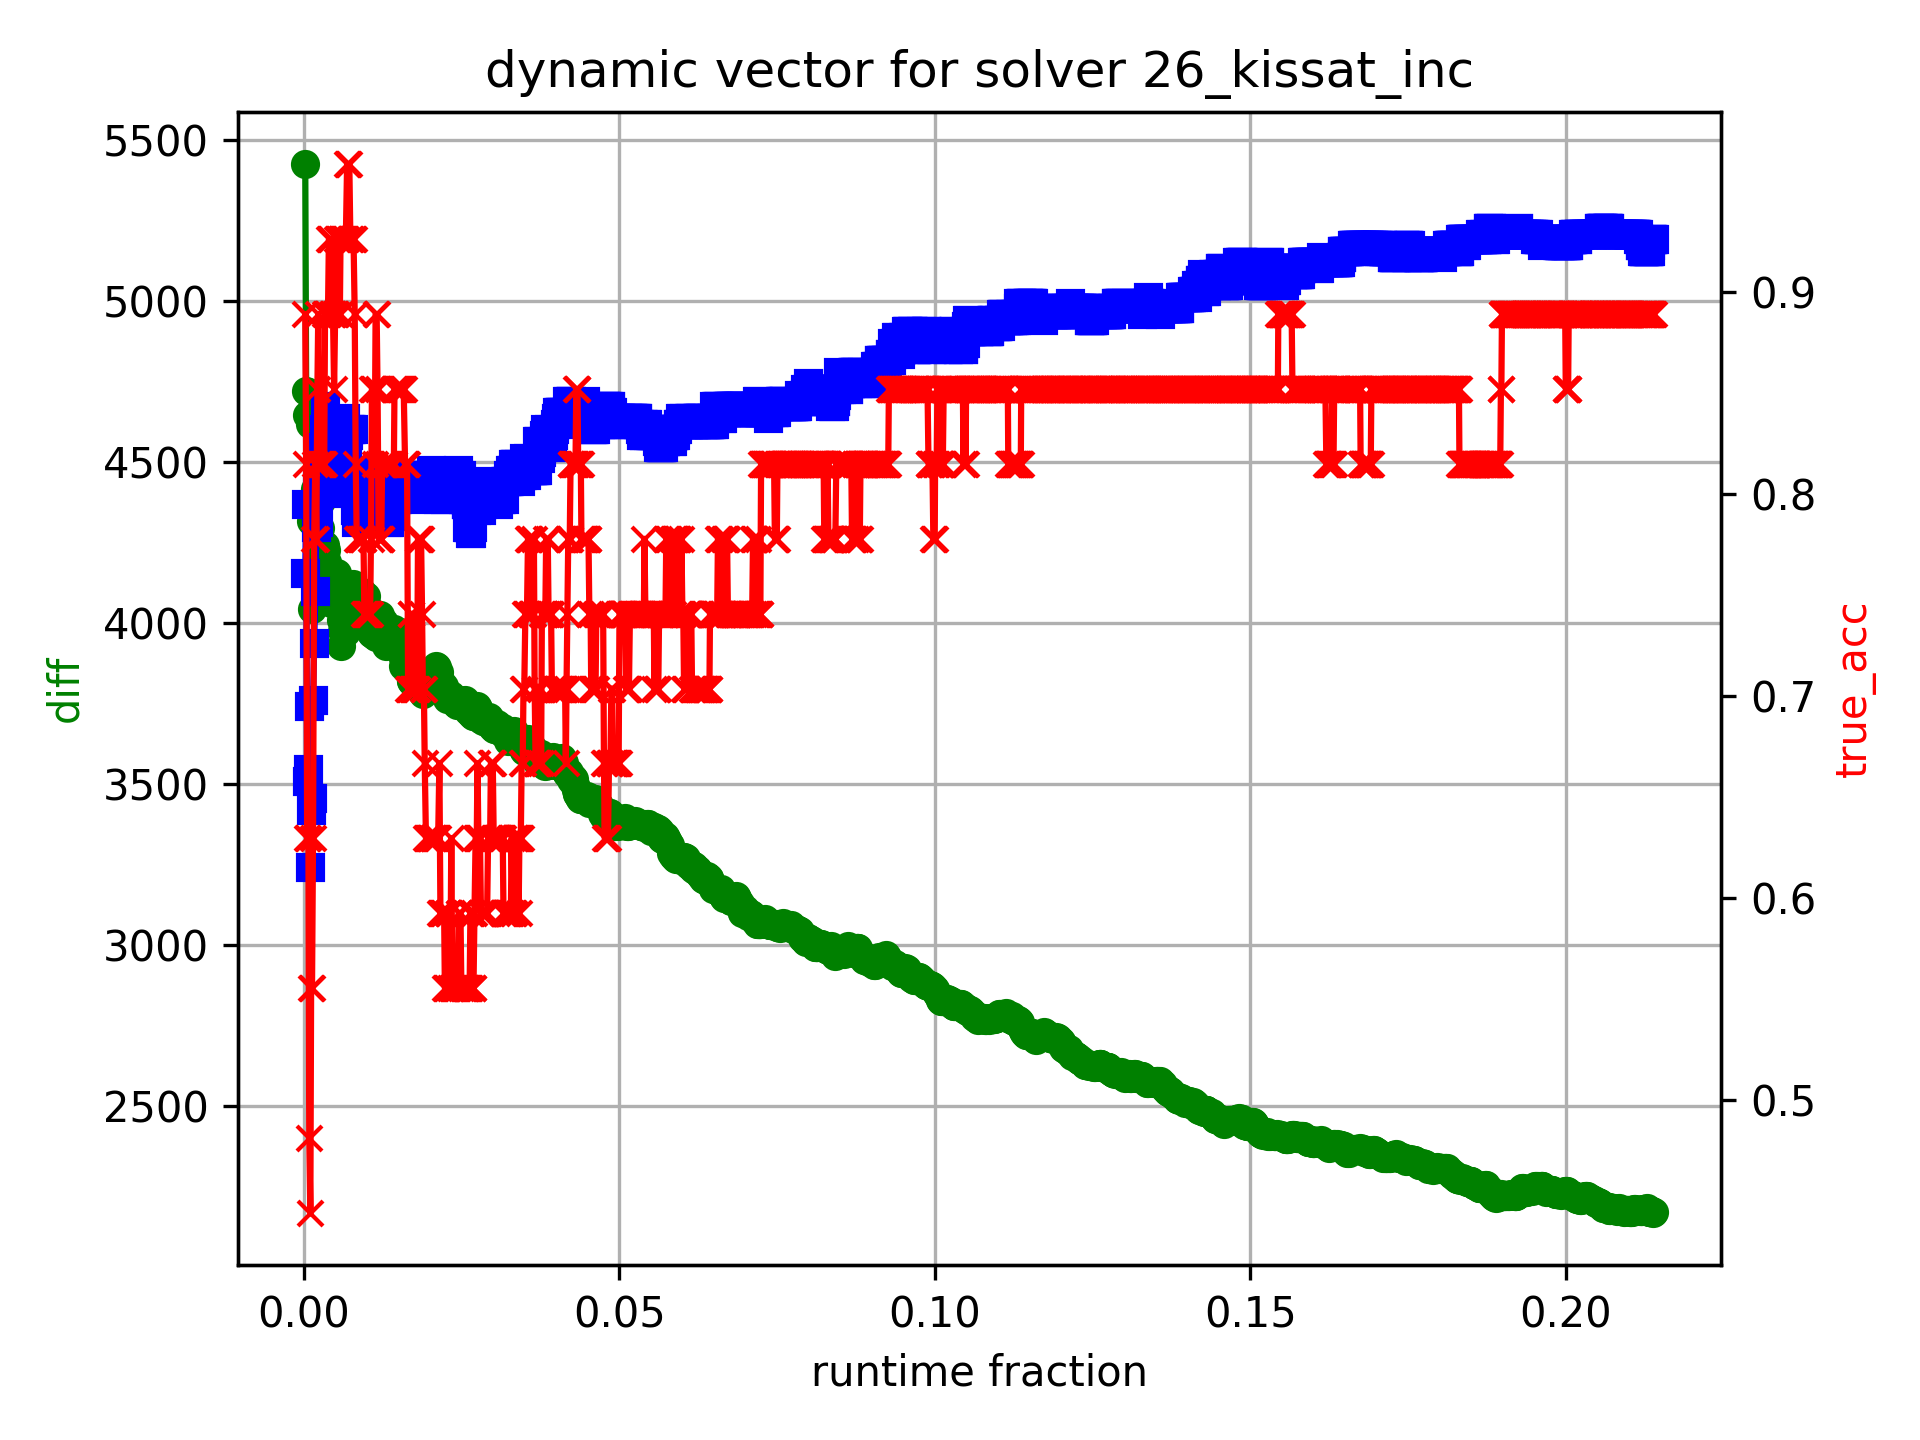 dynamic vector for solver 26_kissat_inc
5500
5000
4500
4000
3500
3000
2500
diff
0.9
0.8
0.7
0.6
0.5
true_acc
0.00 0.05 0.10 0.15 0.20
runtime fraction